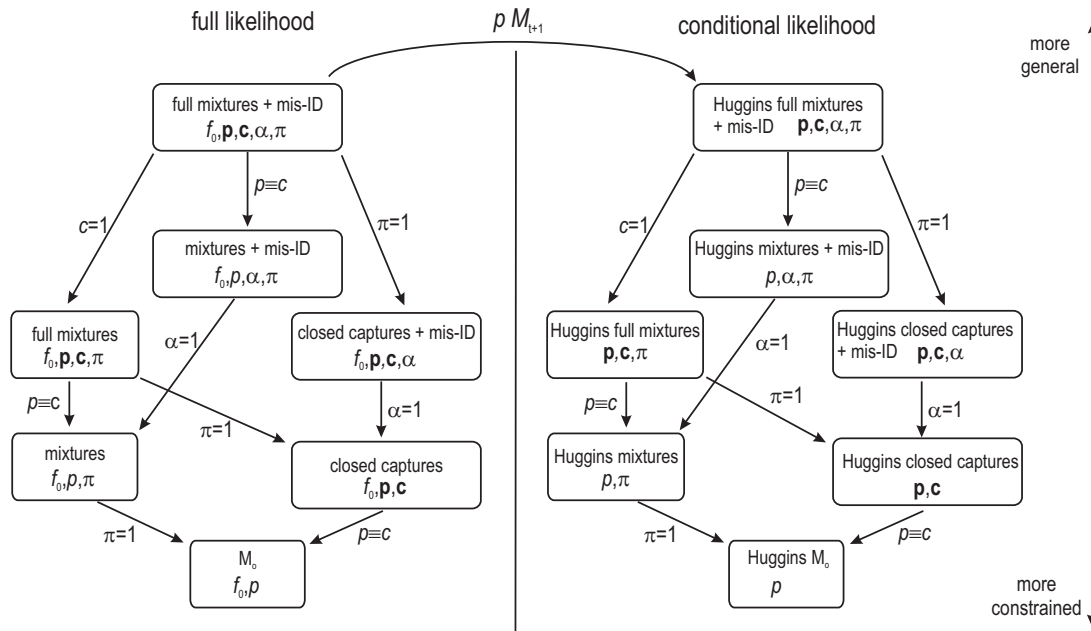 full likelihood
p M_{t+1}
conditional likelihood
more
general
full mixtures + mis-ID
f₀,p,c,α,π
Huggins full mixtures
+ mis-ID p,c,α,π
c=1
p≡c
π=1
c=1
p≡c
π=1
mixtures + mis-ID
f₀,p,α,π
Huggins mixtures + mis-ID
p,α,π
full mixtures
f₀,p,c,π
α=1
closed captures + mis-ID
f₀,p,c,α
Huggins full mixtures
p,c,π
α=1
Huggins closed captures
+ mis-ID p,c,α
p≡c
π=1
α=1
p≡c
π=1
α=1
mixtures
f₀,p,π
closed captures
f₀,p,c
Huggins mixtures
p,π
Huggins closed captures
p,c
π=1
p≡c
π=1
p≡c
Mₒ
f₀,p
Huggins Mₒ
p
more
constrained